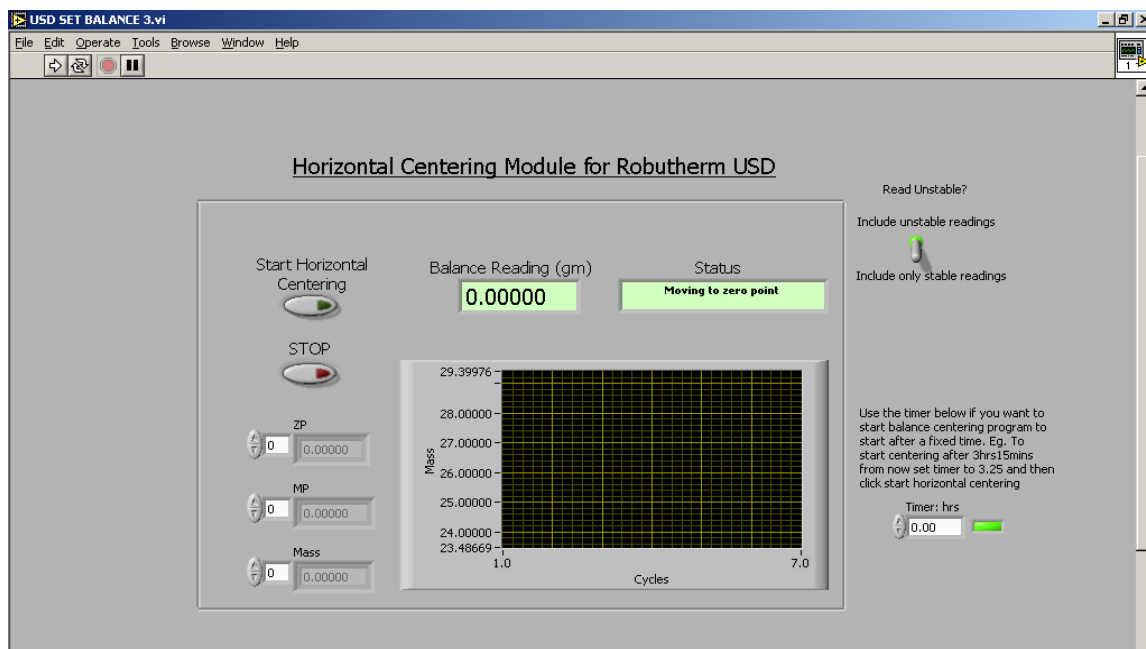 USD SET BALANCE 3.vi
File Edit Operate Tools Browse Window Help
1
Horizontal Centering Module for Robutherm USD
Read Unstable?
Include unstable readings
Include only stable readings
Start Horizontal
Centering
Balance Reading (gm)
0.00000
Status
Moving to zero point
STOP
ZP
0
0.00000
MP
0
0.00000
Mass
0
0.00000
29.39976
28.00000
27.00000
26.00000
25.00000
24.00000
23.48669
Mass
1.0
7.0
Cycles
Use the timer below if you want to
start balance centering program to
start after a fixed time. Eg. To
start centering after 3hrs15mins
from now set timer to 3.25 and then
click start horizontal centering
Timer: hrs
0.00